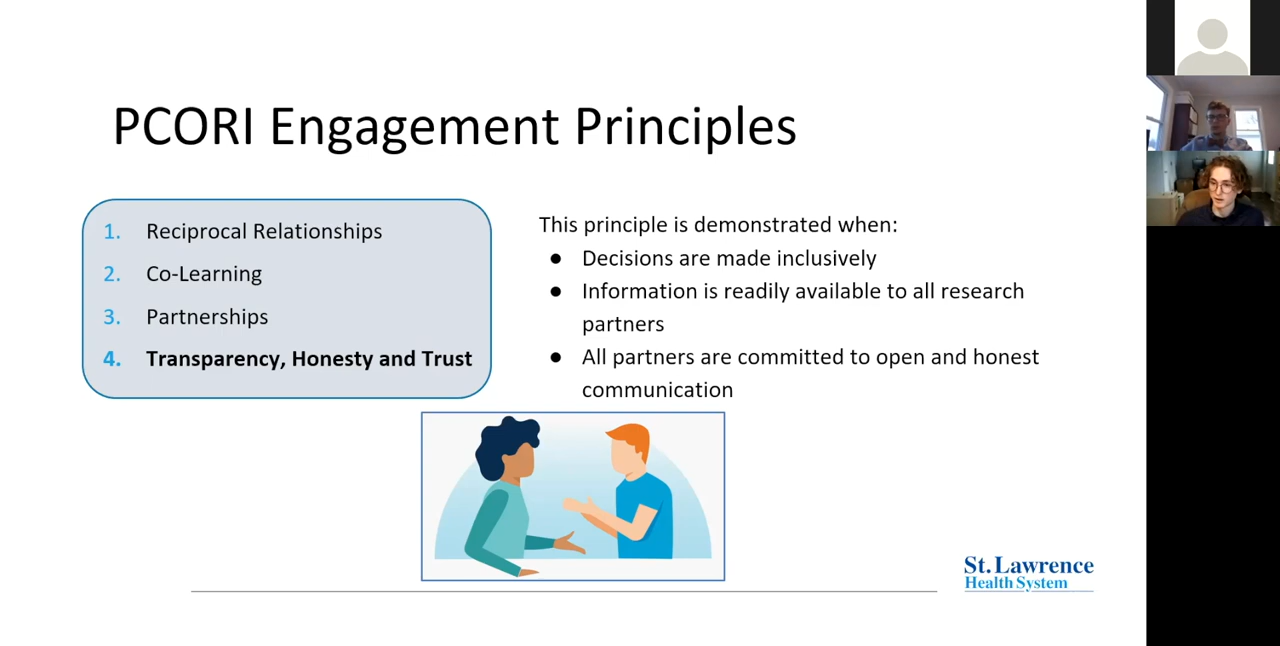 PCORI Engagement Principles
1. Reciprocal Relationships
2. Co-Learning
3. Partnerships
4. Transparency, Honesty and Trust
This principle is demonstrated when:
● Decisions are made inclusively
● Information is readily available to all research
partners
● All partners are committed to open and honest
communication
St. Lawrence
Health System